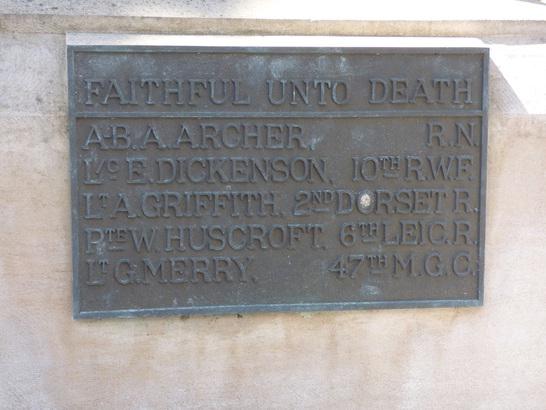 FAITHFUL UNTO DEATH
A·B. A. ARCHER, R.N.
L/C E. DICKENSON, 10TH R.W.F.
LT A. GRIFFITH, 2ND DORSET R.
PTE W. HUSCROFT, 6TH LEIC. R.
LT G. MERRY, 47TH M.G.C.